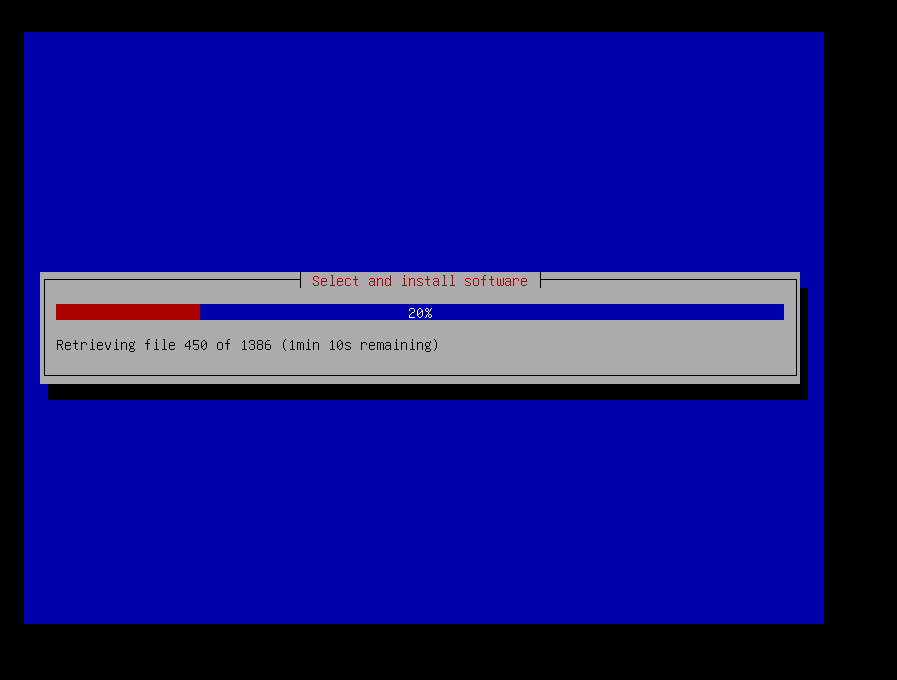 Select and install software
20%
Retrieving file 450 of 1386 (1min 10s remaining)